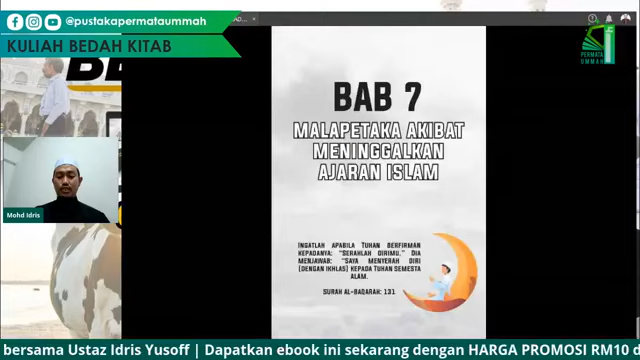 @pustakapermataummah
KULIAH BEDAH KITAB
PERMATA
UMMAH
BAB 7
MALAPETAKA AKIBAT
MENINGGALKAN
AJARAN ISLAM
INGATLAH APABILA TUHAN BERFIRMAN
KEPADANYA: "SERAHLAH DIRIMU." DIA
MENJAWAB: "SAYA MENYERAH DIRI
(DENGAN IKHLAS) KEPADA TUHAN SEMESTA
ALAM.
SURAH AL-BAQARAH: 131
Mohd Idris
bersama Ustaz Idris Yusoff | Dapatkan ebook ini sekarang dengan HARGA PROMOSI RM10 d